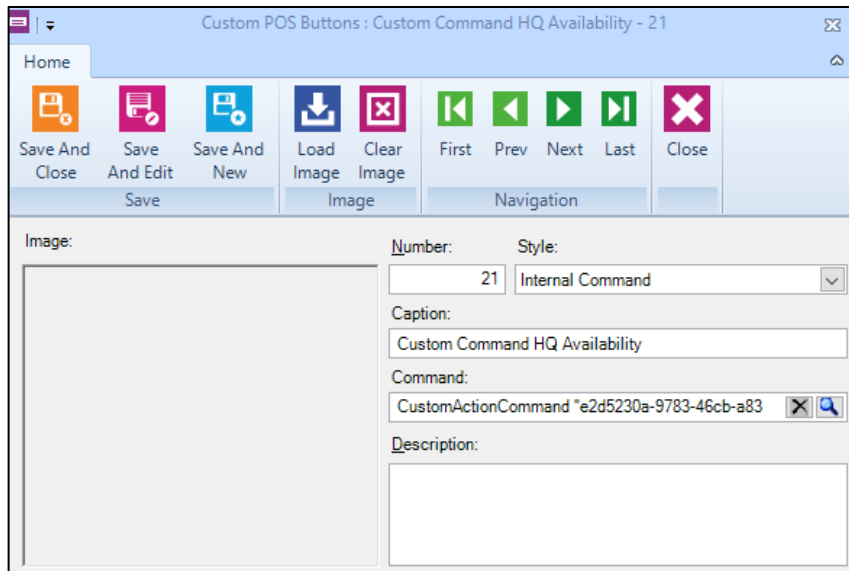 Custom POS Buttons : Custom Command HQ Availability - 21
Home
Save And Close
Save And Edit
Save And New
Load Image
Clear Image
First
Prev
Next
Last
Close
Save
Image
Navigation
Image:
Number:
Style:
21
Internal Command
Caption:
Custom Command HQ Availability
Command:
CustomActionCommand "e2d5230a-9783-46cb-a83
Description: